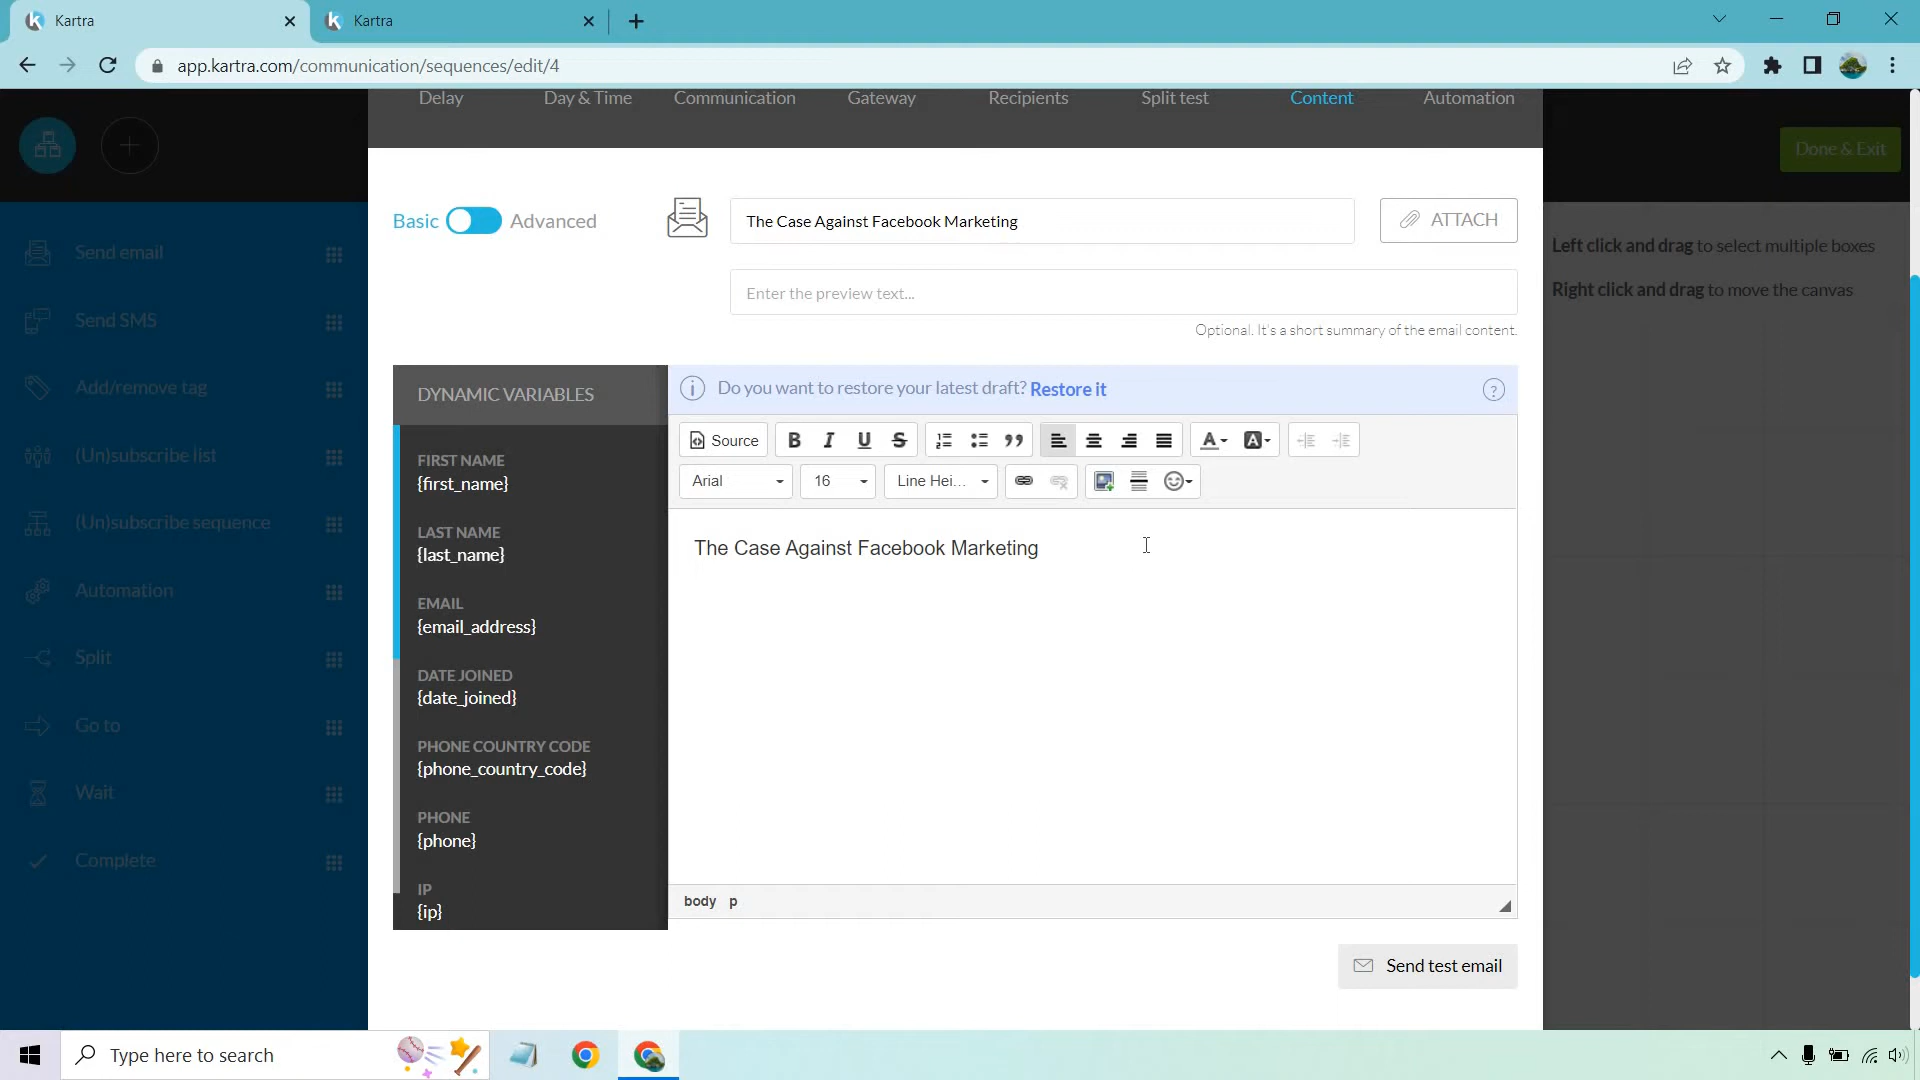 Kartra
Kartra
app.kartra.com/communication/sequences/edit/4
Delay
Day & Time
Communication
Gateway
Recipients
Split test
Content
Automation
Done & Exit
Basic
Advanced
The Case Against Facebook Marketing
ATTACH
Enter the preview text...
Optional. It's a short summary of the email content.
Left click and drag to select multiple boxes
Right click and drag to move the canvas
Send email
Send SMS
Add/remove tag
(Un)subscribe list
(Un)subscribe sequence
Automation
Split
Go to
Wait
Complete
DYNAMIC VARIABLES
FIRST NAME
{first_name}
LAST NAME
{last_name}
EMAIL
{email_address}
DATE JOINED
{date_joined}
PHONE COUNTRY CODE
{phone_country_code}
PHONE
{phone}
IP
{ip}
Do you want to restore your latest draft? Restore it
Source
Arial
16
Line Hei...
The Case Against Facebook Marketing
body p
Send test email
Type here to search